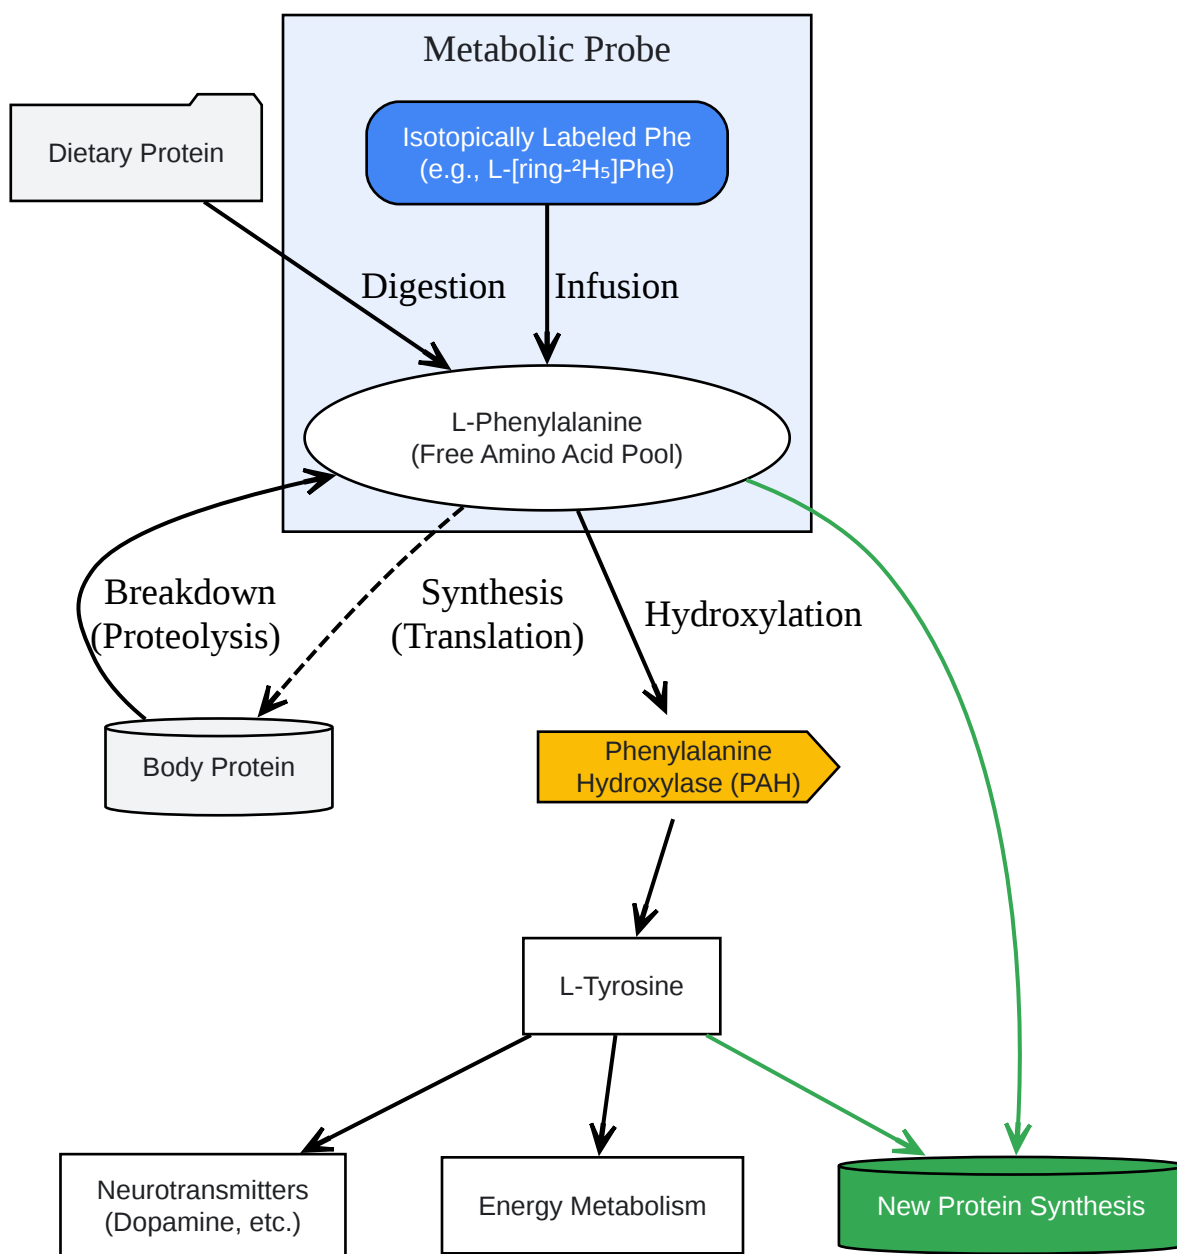 Metabolic Probe
Dietary Protein
Isotopically Labeled Phe
(e.g., L-[ring-²H₅]Phe)
Digestion
Infusion
L-Phenylalanine
(Free Amino Acid Pool)
Breakdown
(Proteolysis)
Synthesis
(Translation)
Hydroxylation
Body Protein
Phenylalanine
Hydroxylase (PAH)
L-Tyrosine
Neurotransmitters
(Dopamine, etc.)
Energy Metabolism
New Protein Synthesis